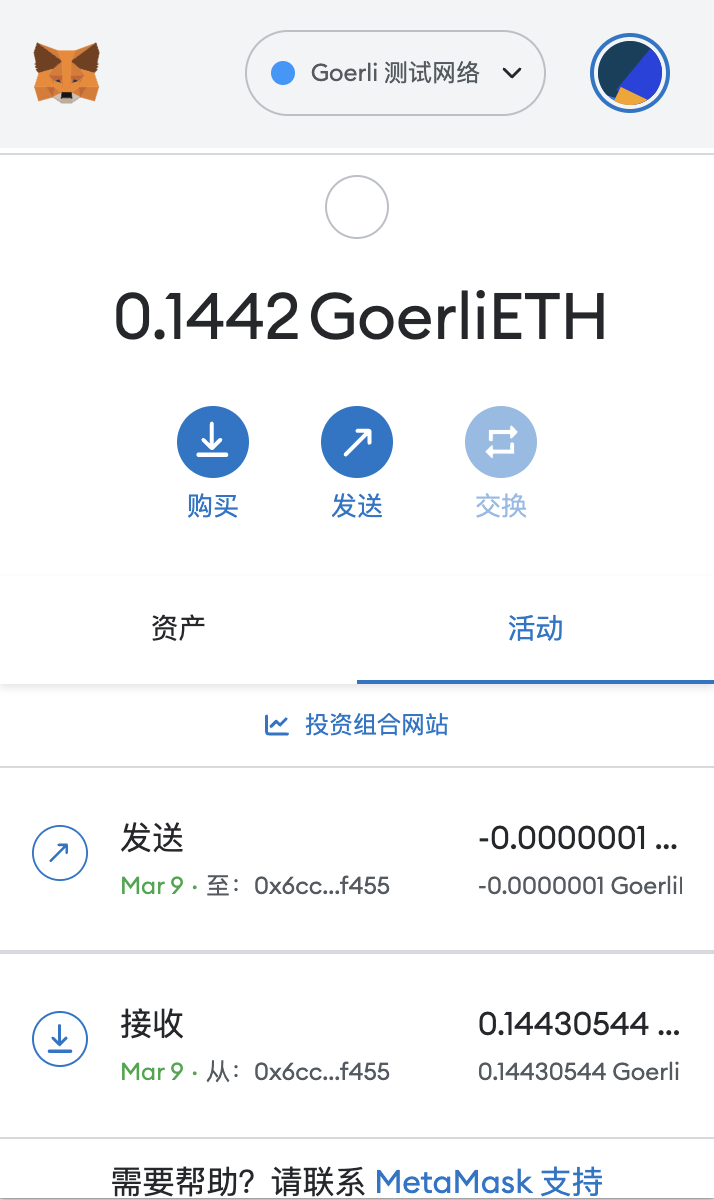 Goerli 测试网络
0.1442 GoerliETH
购买 发送 交换
资产 活动
投资组合网站
发送 -0.0000001 ...
Mar 9 · 至： 0x6cc...f455 -0.0000001 Goerli
接收 0.14430544 ...
Mar 9 · 从： 0x6cc...f455 0.14430544 Goerli
需要帮助？请联系 MetaMask 支持